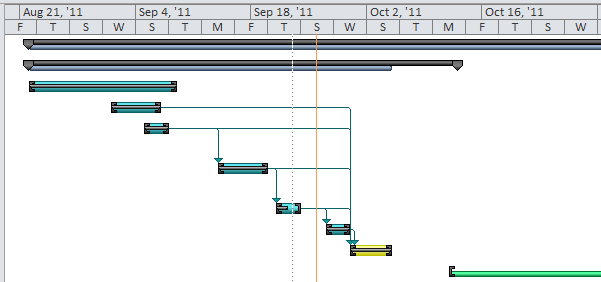 Aug 21, '11 Sep 4, '11 Sep 18, '11 Oct 2, '11 Oct 16, '11
F T S W S T M F T S W S T M F T S W